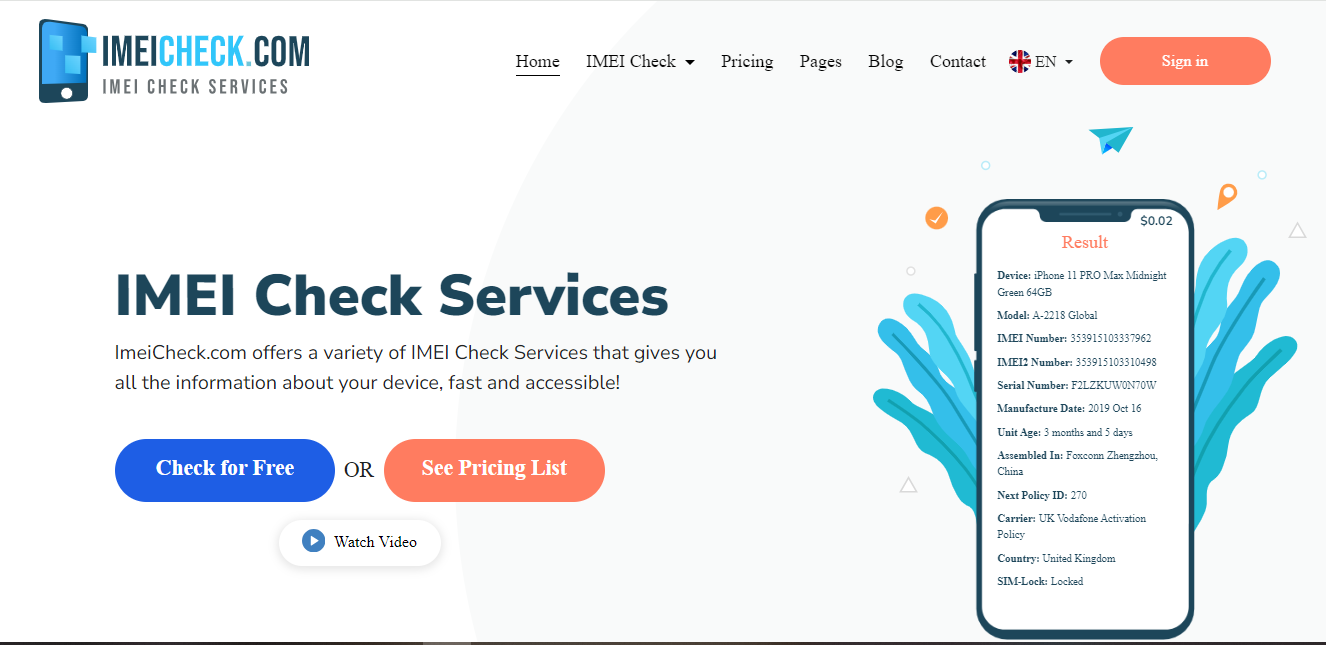 IMEICHECK.COM
IMEI CHECK SERVICES
Home IMEI Check Pricing Pages Blog Contact EN Sign in
IMEI Check Services
ImeiCheck.com offers a variety of IMEI Check Services that gives you
all the information about your device, fast and accessible!
Check for Free OR See Pricing List
Watch Video
$0.02
Result
Device: iPhone 11 PRO Max Midnight
Green 64GB
Model: A-2218 Global
IMEI Number: 353915103337962
IMEI2 Number: 353915103310498
Serial Number: F2LZKUW0N70W
Manufacture Date: 2019 Oct 16
Unit Age: 3 months and 5 days
Assembled In: Foxconn Zhengzhou,
China
Next Policy ID: 270
Carrier: UK Vodafone Activation
Policy
Country: United Kingdom
SIM-Lock: Locked